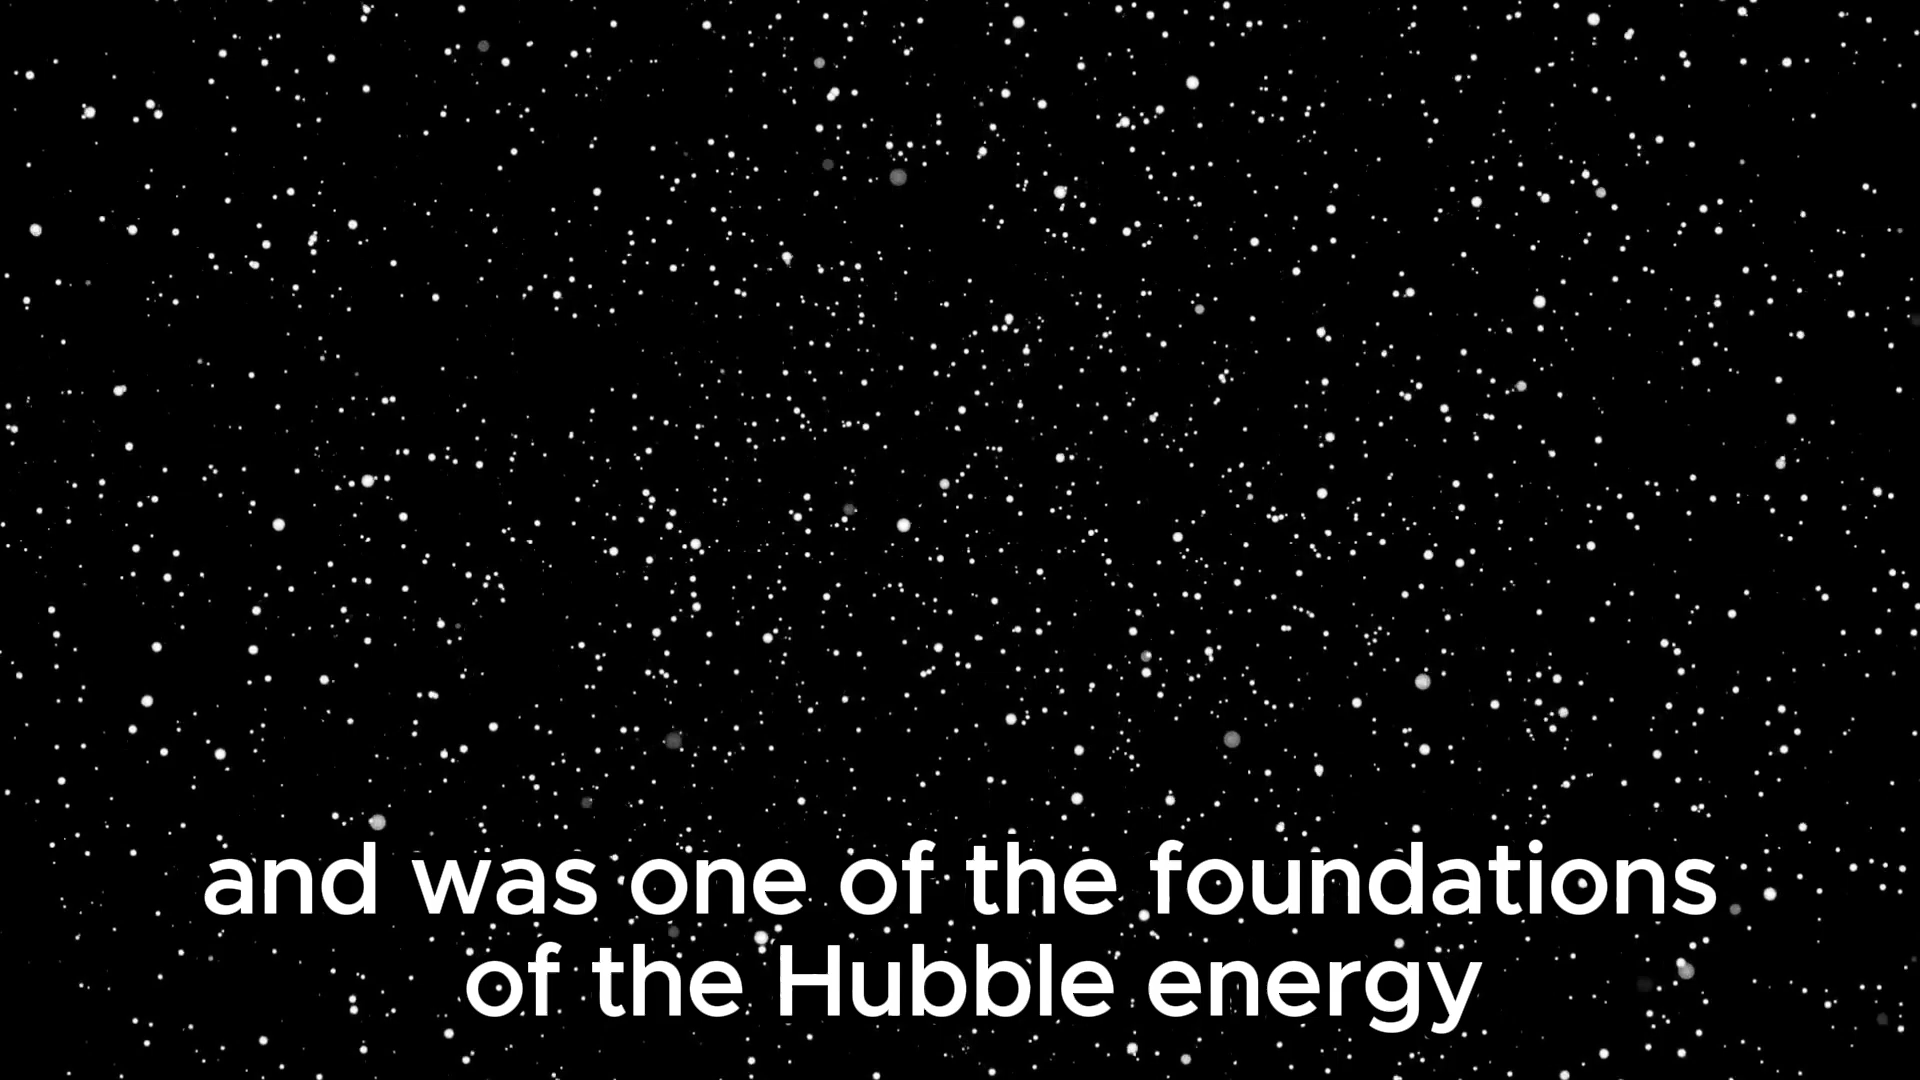 and was one of the foundations
of the Hubble energy